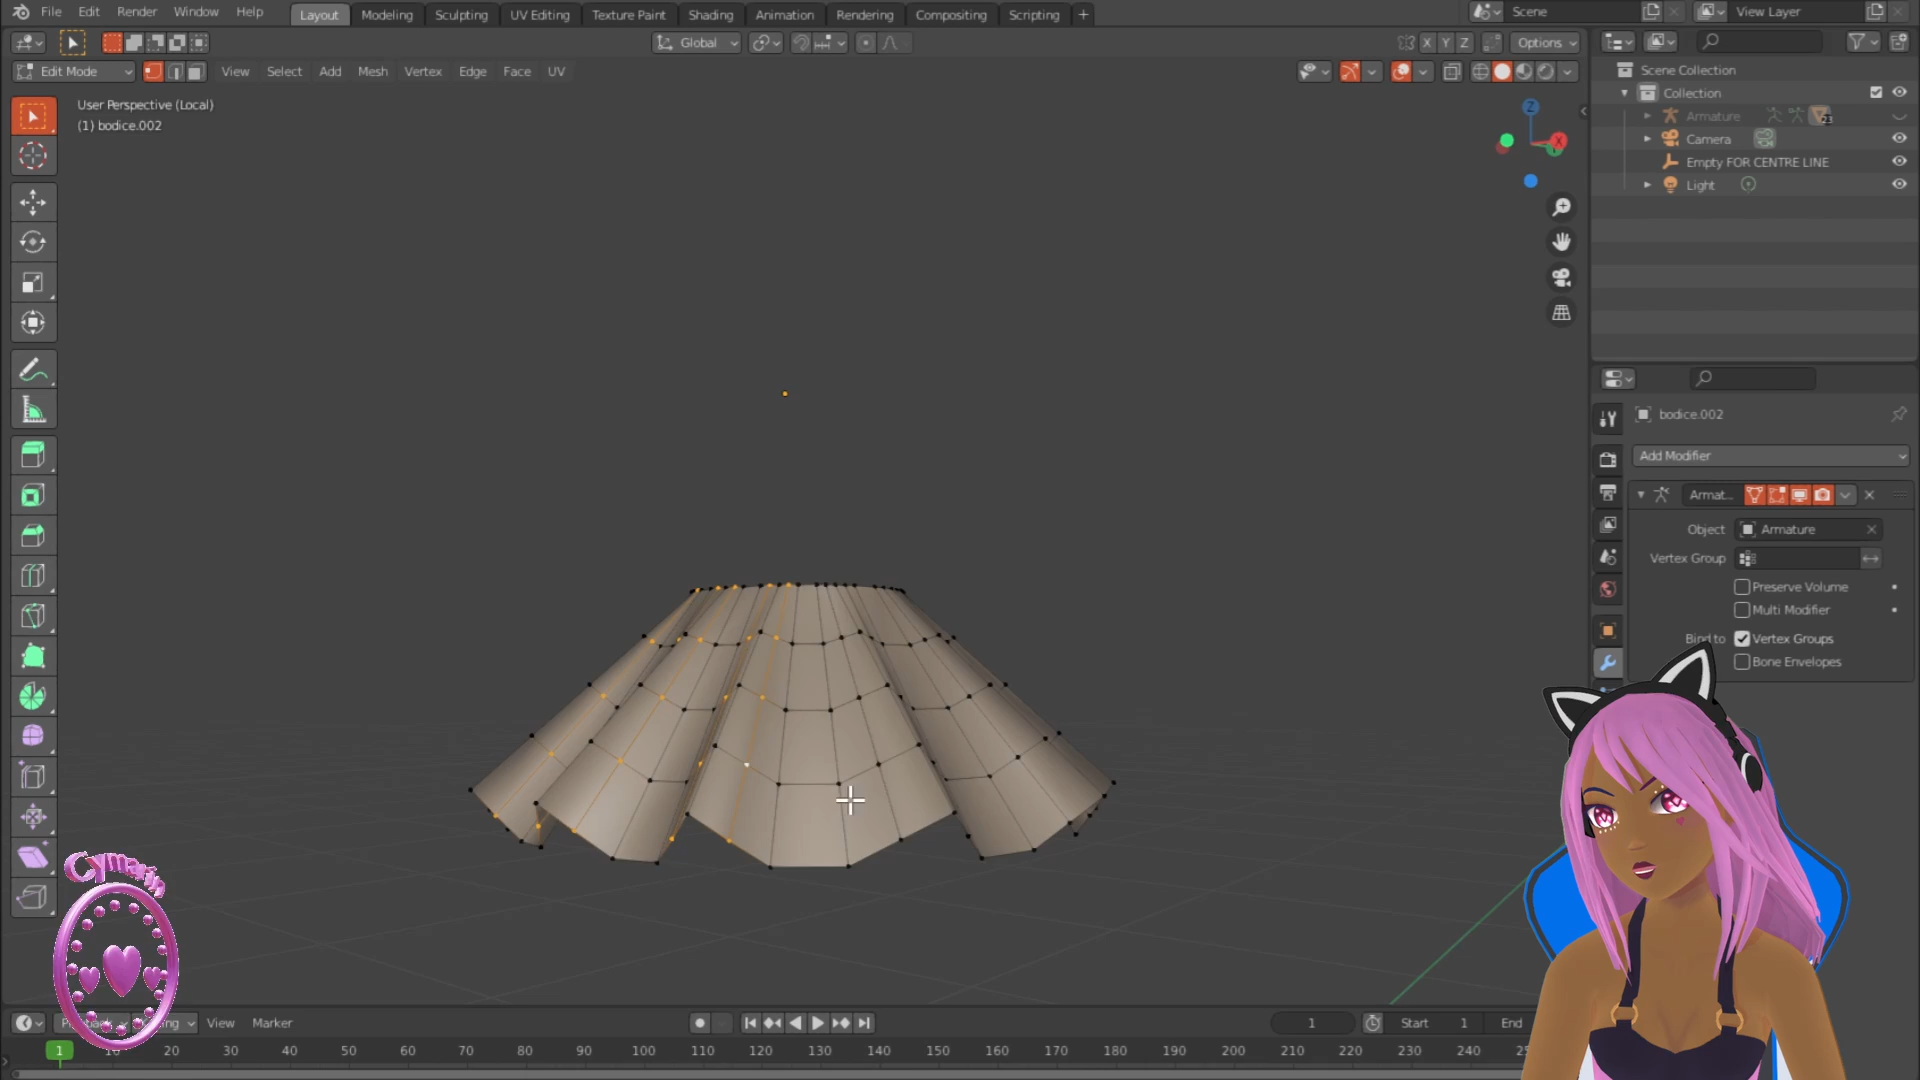 File Edit Render Window Help Layout Modeling Sculpting UV Editing Texture Paint Shading Animation Rendering Compositing Scripting + Scene View Layer
Global X Y Z Options
Edit Mode View Select Add Mesh Vertex Edge Face UV
User Perspective (Local)
(1) bodice.002
Z
X
Scene Collection
Collection
Armature
Camera
Empty FOR CENTRE LINE
Light
bodice.002
Add Modifier
Armat...
Object Armature
Vertex Group
Preserve Volume
Multi Modifier
Bind to Vertex Groups
Bone Envelopes
View Marker
1 Start 1 End
1 10 20 30 40 50 60 70 80 90 100 110 120 130 140 150 160 170 180 190 200 210 220 230 240